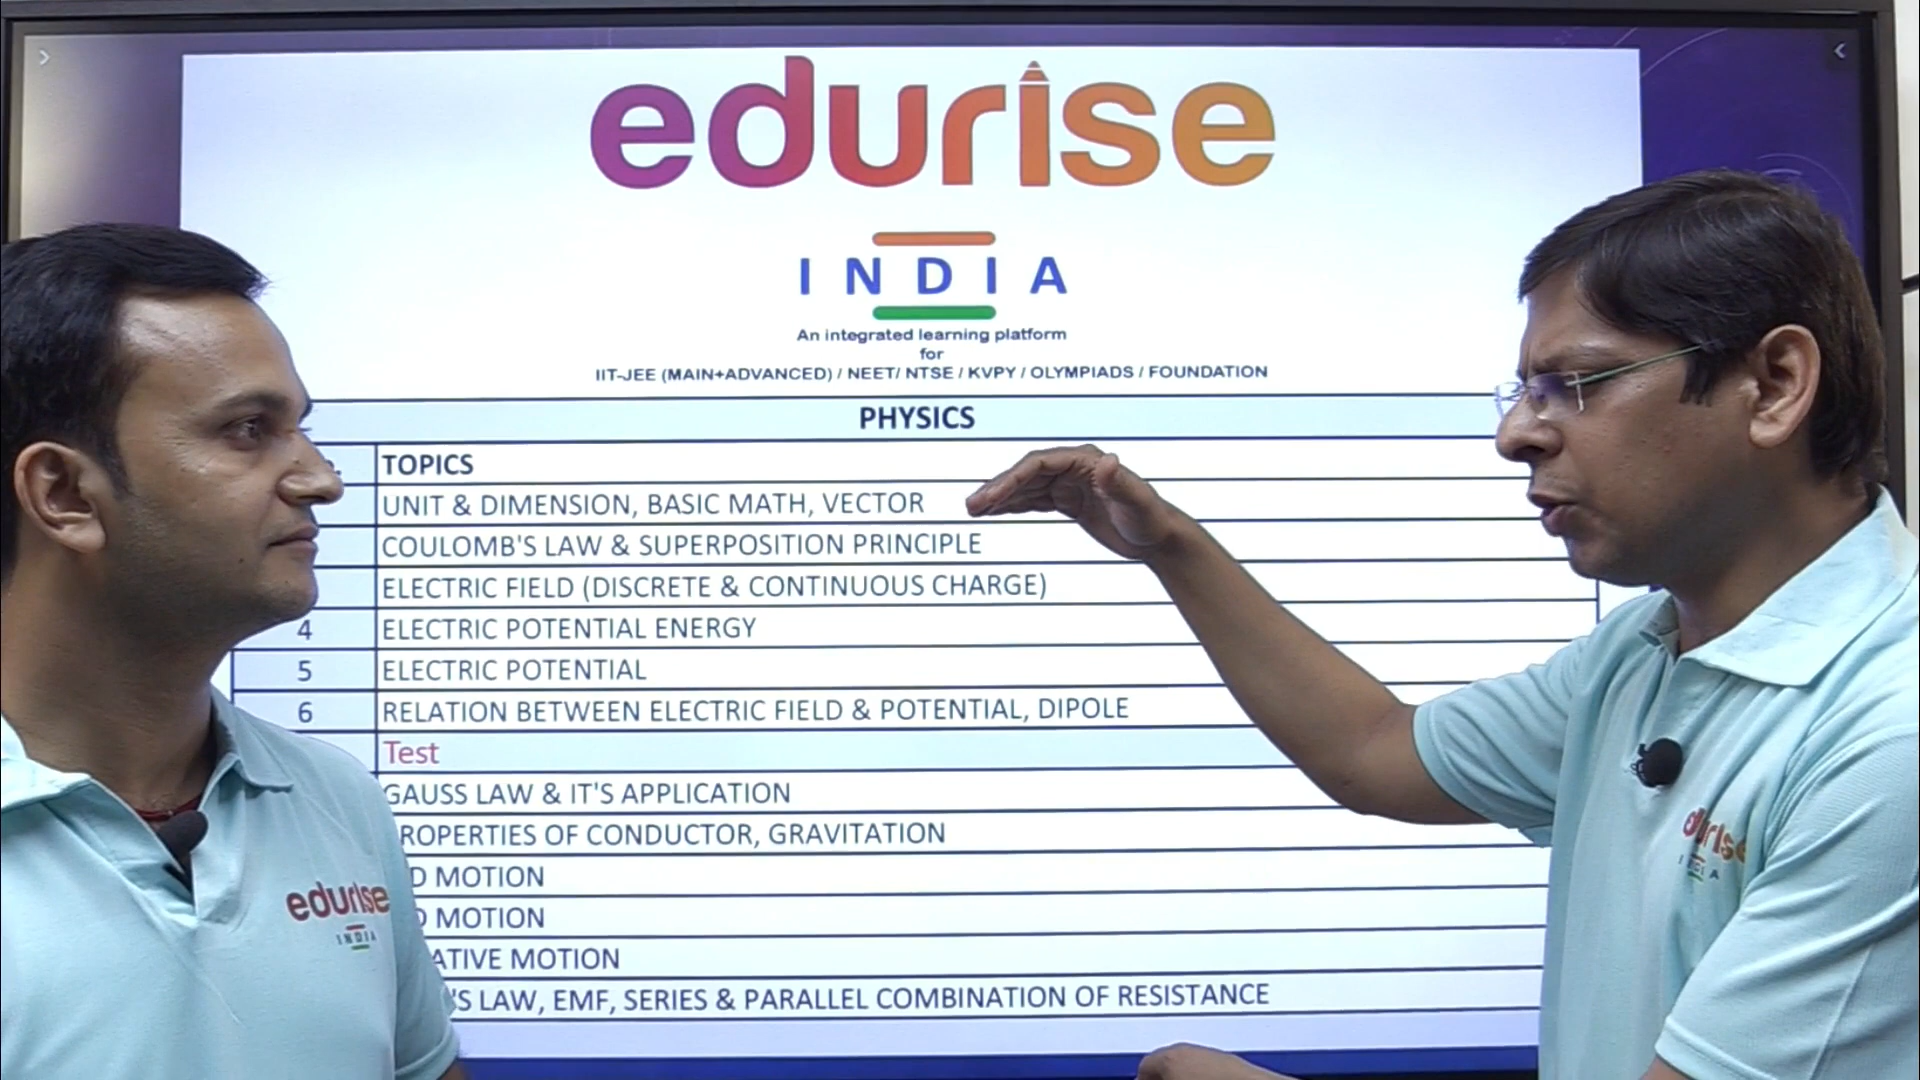 edurise
INDIA
An integrated learning platform
for
IIT-JEE (MAIN+ADVANCED) / NEET/ NTSE / KVPY / OLYMPIADS / FOUNDATION
PHYSICS
TOPICS
UNIT & DIMENSION, BASIC MATH, VECTOR
COULOMB'S LAW & SUPERPOSITION PRINCIPLE
ELECTRIC FIELD (DISCRETE & CONTINUOUS CHARGE)
4 ELECTRIC POTENTIAL ENERGY
5 ELECTRIC POTENTIAL
6 RELATION BETWEEN ELECTRIC FIELD & POTENTIAL, DIPOLE
Test
GAUSS LAW & IT'S APPLICATION
ROPERTIES OF CONDUCTOR, GRAVITATION
D MOTION
D MOTION
ATIVE MOTION
'S LAW, EMF, SERIES & PARALLEL COMBINATION OF RESISTANCE
edurise
INDIA
edurise
INDIA